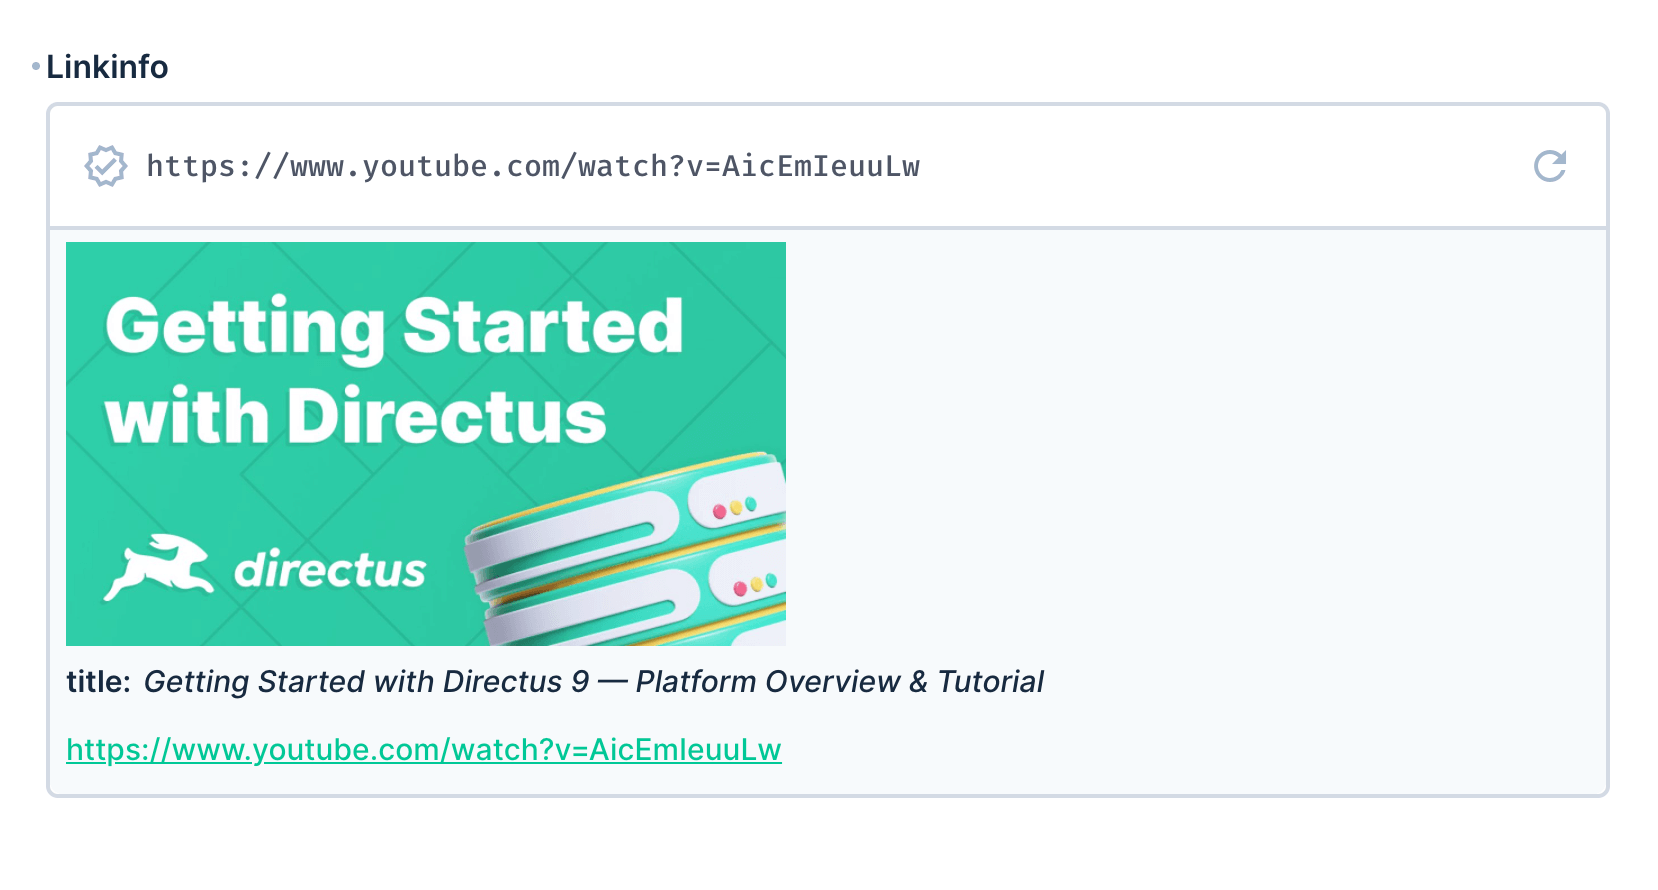 Linkinfo
https://www.youtube.com/watch?v=AicEmIeuuLw
Getting Started
with Directus
directus
title: Getting Started with Directus 9 — Platform Overview & Tutorial
https://www.youtube.com/watch?v=AicEmIeuuLw